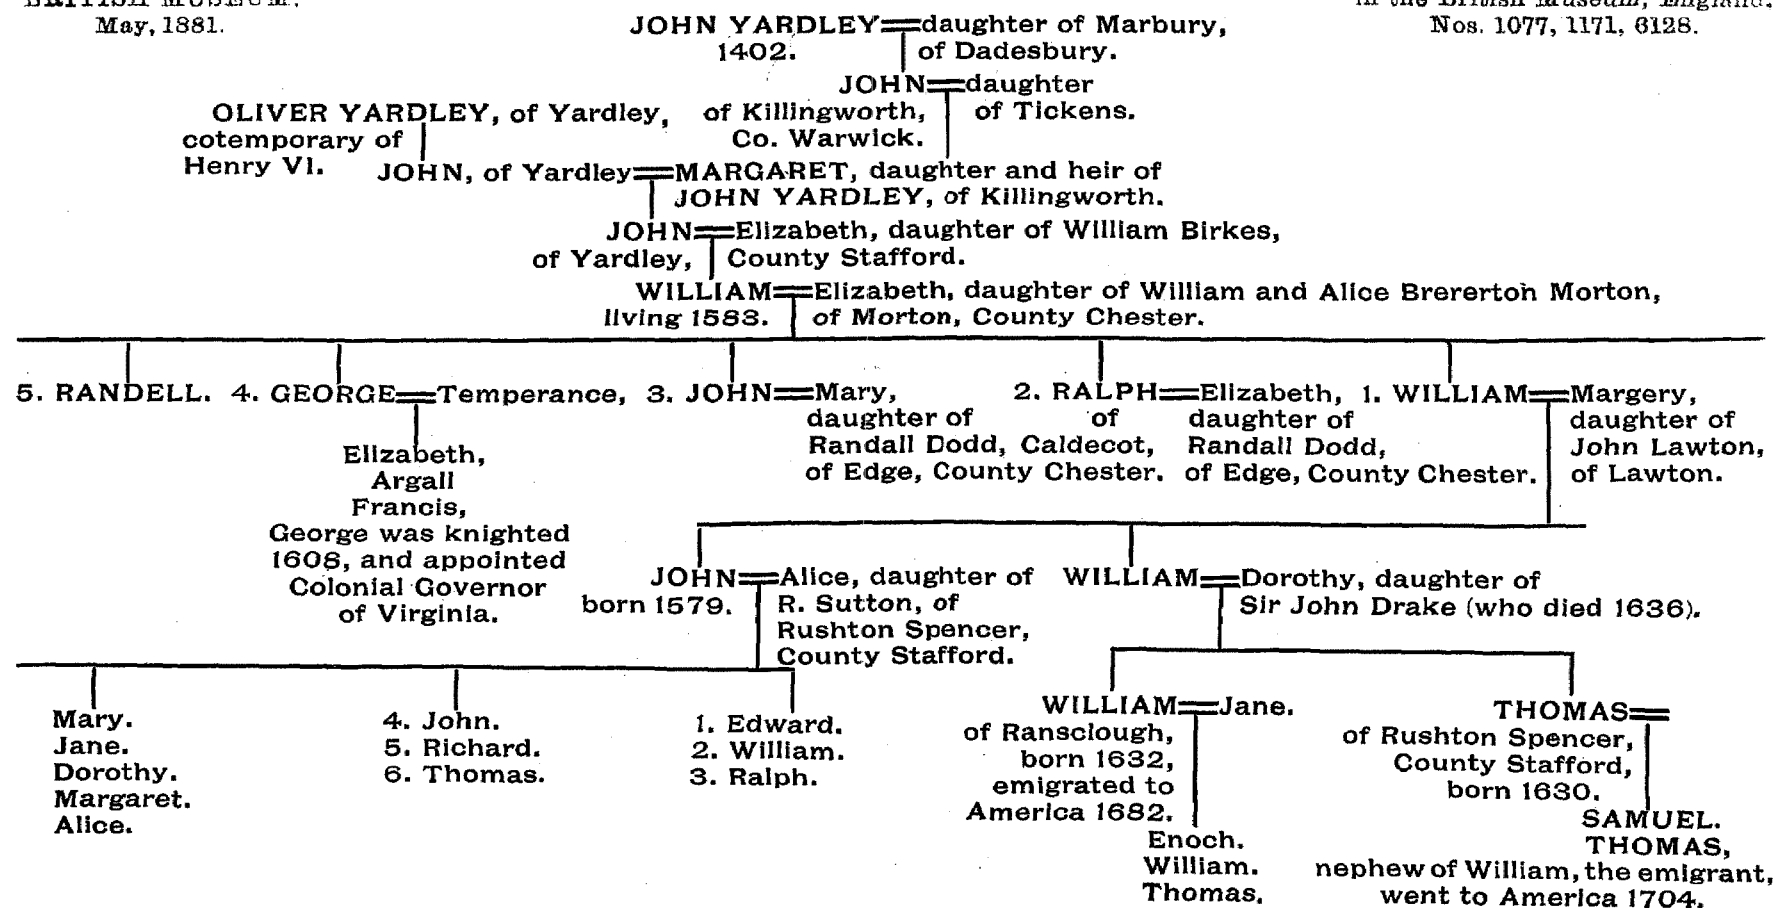 BRITISH MUSEUM,
May, 1881.
in the British Museum, England.
Nos. 1077, 1171, 6128.
JOHN YARDLEY=daughter of Marbury,
1402. of Dadesbury.
JOHN=daughter
of Killingworth, of Tickens.
Co. Warwick.
OLIVER YARDLEY, of Yardley,
cotemporary of
Henry VI.
JOHN, of Yardley=MARGARET, daughter and heir of
JOHN YARDLEY, of Killingworth.
JOHN=Elizabeth, daughter of William Birkes,
of Yardley, County Stafford.
WILLIAM=Elizabeth, daughter of William and Alice Brererton Morton,
living 1583. of Morton, County Chester.
5. RANDELL. 4. GEORGE=Temperance, 3. JOHN=Mary, 2. RALPH=Elizabeth, 1. WILLIAM=Margery,
daughter of of daughter of daughter of
Randall Dodd, Caldecot, Randall Dodd, John Lawton,
of Edge, County Chester. of Edge, County Chester. of Lawton.
Elizabeth,
Argall
Francis,
George was knighted
1608, and appointed
Colonial Governor
of Virginia.
JOHN=Alice, daughter of
born 1579. R. Sutton, of
Rushton Spencer,
County Stafford.
WILLIAM=Dorothy, daughter of
Sir John Drake (who died 1636).
Mary.
Jane.
Dorothy.
Margaret.
Alice.
4. John.
5. Richard.
6. Thomas.
1. Edward.
2. William.
3. Ralph.
WILLIAM=Jane.
of Ransclough,
born 1632,
emigrated to
America 1682.
Enoch.
William.
Thomas.
THOMAS=
of Rushton Spencer,
County Stafford,
born 1630.
SAMUEL.
THOMAS,
nephew of William, the emigrant,
went to America 1704.